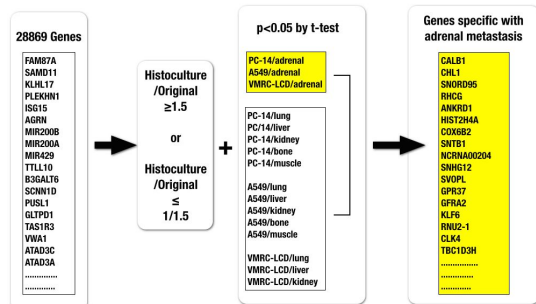 28869 Genes
FAM87A
SAMD11
KLHL17
PLEKHN1
ISG15
AGRN
MIR200B
MIR200A
MIR429
TTLL10
B3GALT6
SCNN1D
PUSL1
GLTPD1
TAS1R3
VWA1
ATAD3C
ATAD3A
..............
.............
Histoculture
/Original
≥1.5
or
Histoculture
/Original
≤
1/1.5
+
p<0.05 by t-test
PC-14/adrenal
A549/adrenal
VMRC-LCD/adrenal
PC-14/lung
PC/14/liver
PC-14/kidney
PC-14/bone
PC-14/muscle
A549/lung
A549/liver
A549/kidney
A549/bone
A549/muscle
VMRC-LCD/lung
VMRC-LCD/liver
VMRC-LCD/kidney
Genes specific with
adrenal metastasis
CALB1
CHL1
SNORD95
RHCG
ANKRD1
HIST2H4A
COX6B2
SNTB1
NCRNA00204
SNHG12
SVOPL
GPR37
GFRA2
KLF6
RNU2-1
CLK4
TBC1D3H
................
..............
.............